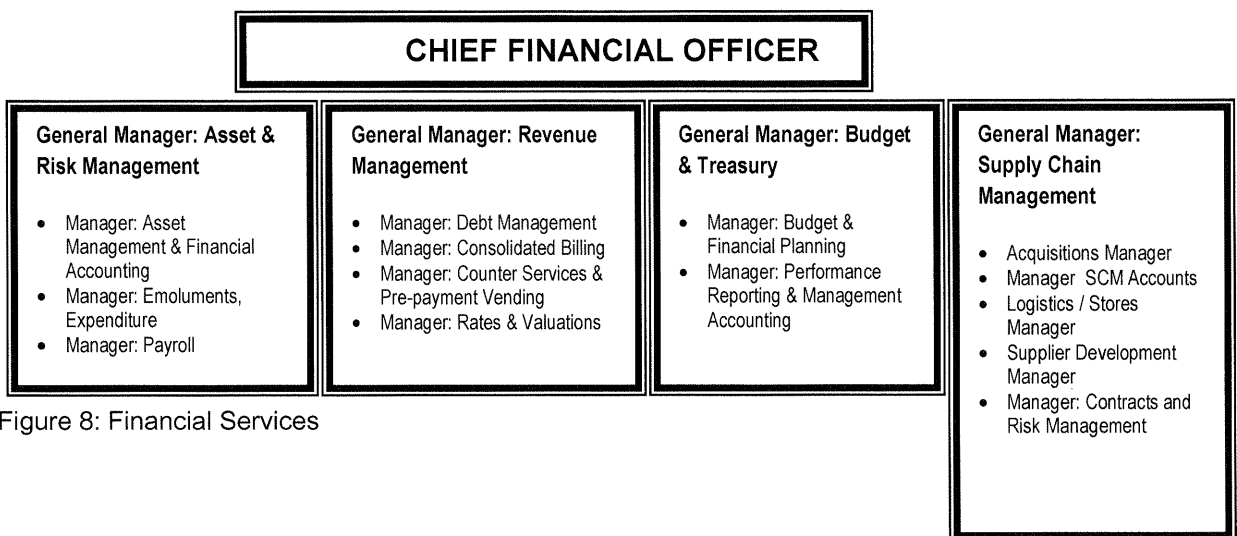 CHIEF FINANCIAL OFFICER
General Manager: Asset &
Risk Management
• Manager: Asset
Management & Financial
Accounting
• Manager: Emoluments,
Expenditure
• Manager: Payroll
General Manager: Revenue
Management
• Manager: Debt Management
• Manager: Consolidated Billing
• Manager: Counter Services &
Pre-payment Vending
• Manager: Rates & Valuations
General Manager: Budget
& Treasury
• Manager: Budget &
Financial Planning
• Manager: Performance
Reporting & Management
Accounting
General Manager:
Supply Chain
Management
• Acquisitions Manager
• Manager SCM Accounts
• Logistics / Stores
Manager
• Supplier Development
Manager
• Manager: Contracts and
Risk Management
Figure 8: Financial Services